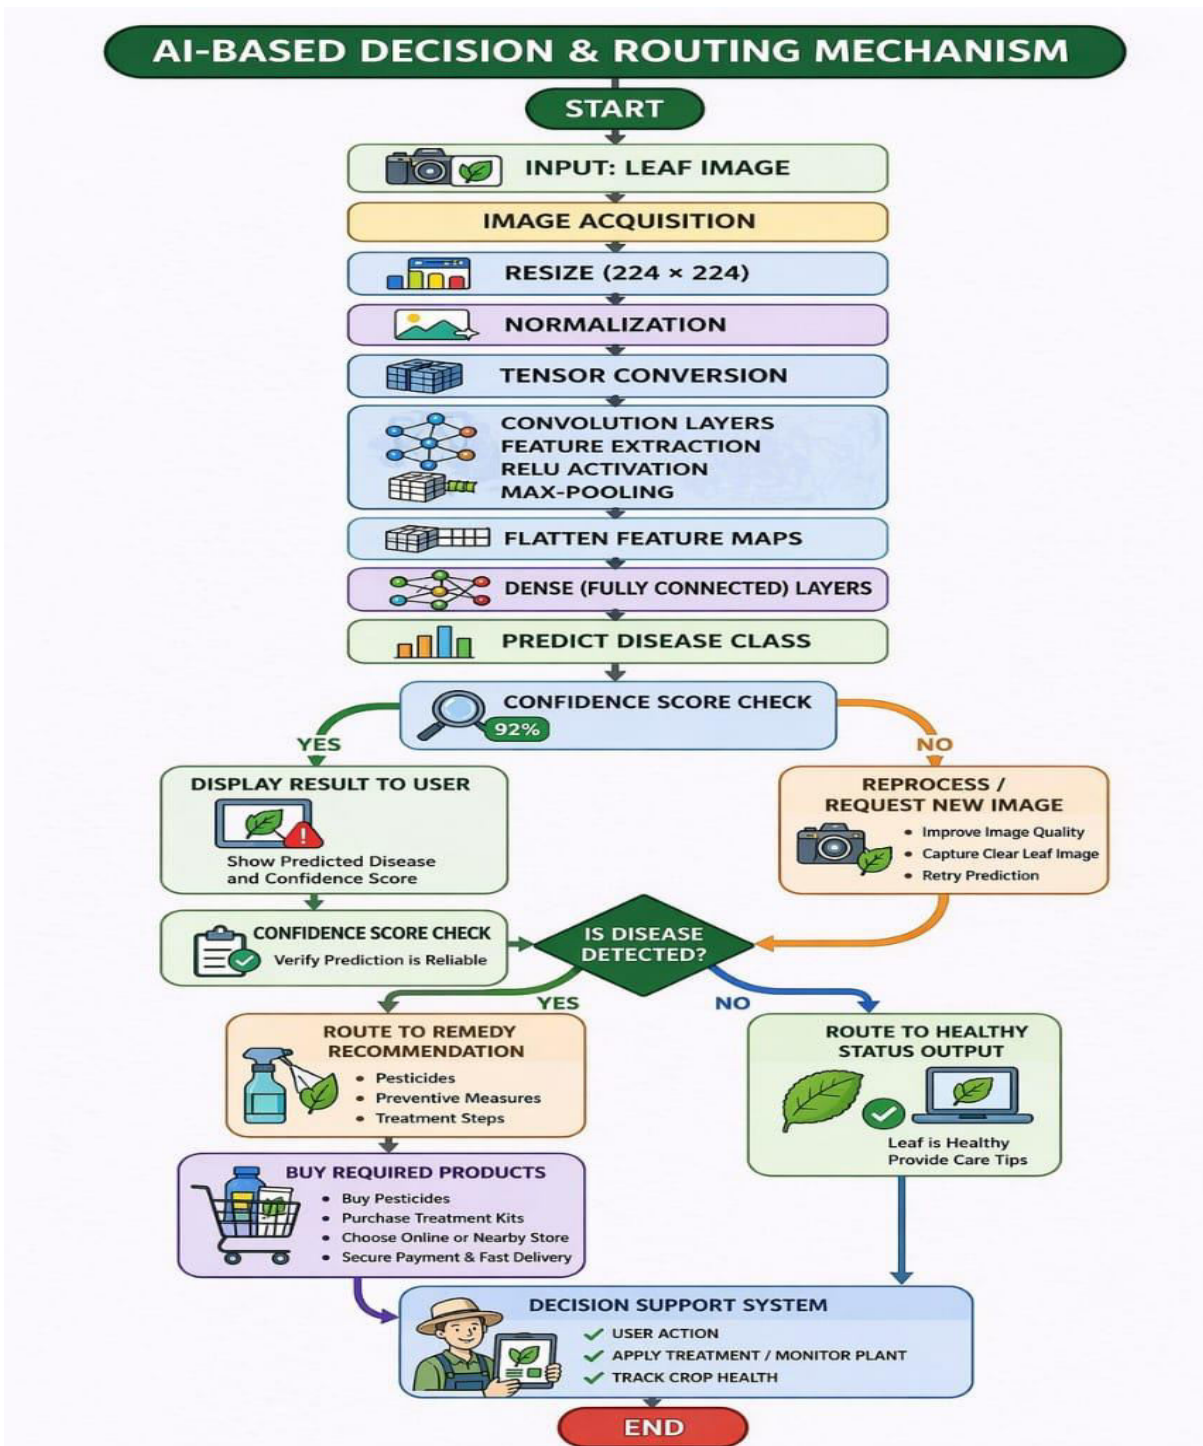 AI-BASED DECISION & ROUTING MECHANISM
START
INPUT: LEAF IMAGE
IMAGE ACQUISITION
RESIZE (224 × 224)
NORMALIZATION
TENSOR CONVERSION
CONVOLUTION LAYERS
FEATURE EXTRACTION
RELU ACTIVATION
MAX-POOLING
FLATTEN FEATURE MAPS
DENSE (FULLY CONNECTED) LAYERS
PREDICT DISEASE CLASS
CONFIDENCE SCORE CHECK
92%
YES
NO
DISPLAY RESULT TO USER
Show Predicted Disease
and Confidence Score
REPROCESS /
REQUEST NEW IMAGE
• Improve Image Quality
• Capture Clear Leaf Image
• Retry Prediction
CONFIDENCE SCORE CHECK
Verify Prediction is Reliable
IS DISEASE
DETECTED?
YES
NO
ROUTE TO REMEDY
RECOMMENDATION
• Pesticides
• Preventive Measures
• Treatment Steps
ROUTE TO HEALTHY
STATUS OUTPUT
Leaf is Healthy
Provide Care Tips
BUY REQUIRED PRODUCTS
• Buy Pesticides
• Purchase Treatment Kits
• Choose Online or Nearby Store
• Secure Payment & Fast Delivery
DECISION SUPPORT SYSTEM
✓ USER ACTION
✓ APPLY TREATMENT / MONITOR PLANT
✓ TRACK CROP HEALTH
END